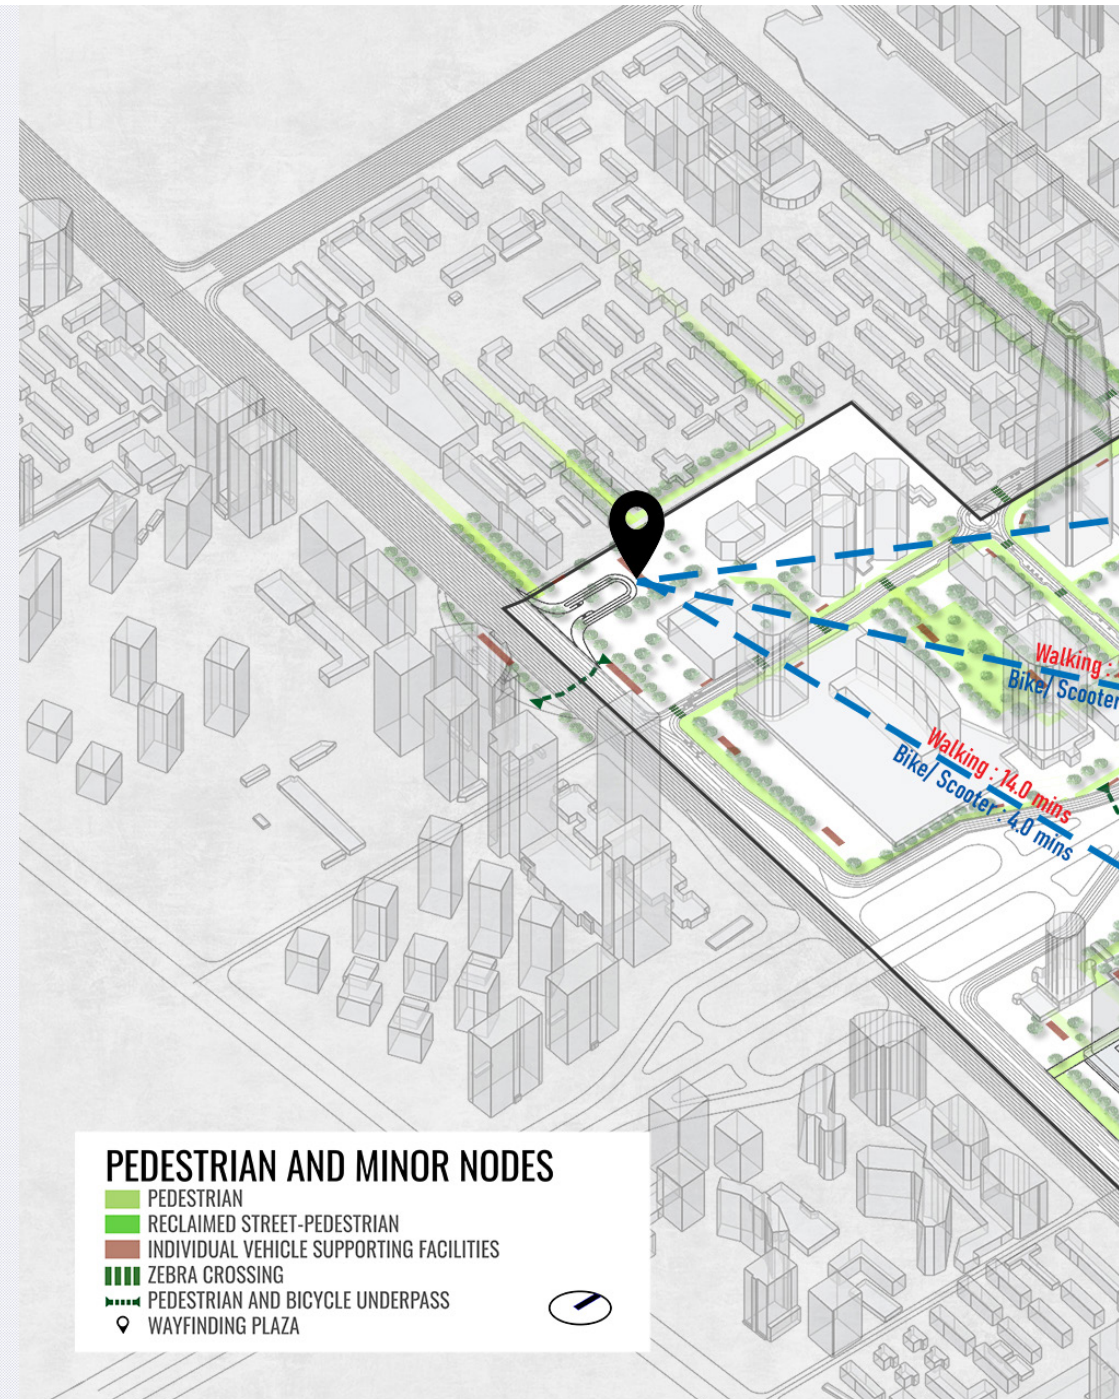 Walking :
Bike/ Scooter
Walking : 14.0 mins
Bike/ Scooter : 4.0 mins
PEDESTRIAN AND MINOR NODES
PEDESTRIAN
RECLAIMED STREET-PEDESTRIAN
INDIVIDUAL VEHICLE SUPPORTING FACILITIES
ZEBRA CROSSING
PEDESTRIAN AND BICYCLE UNDERPASS
WAYFINDING PLAZA